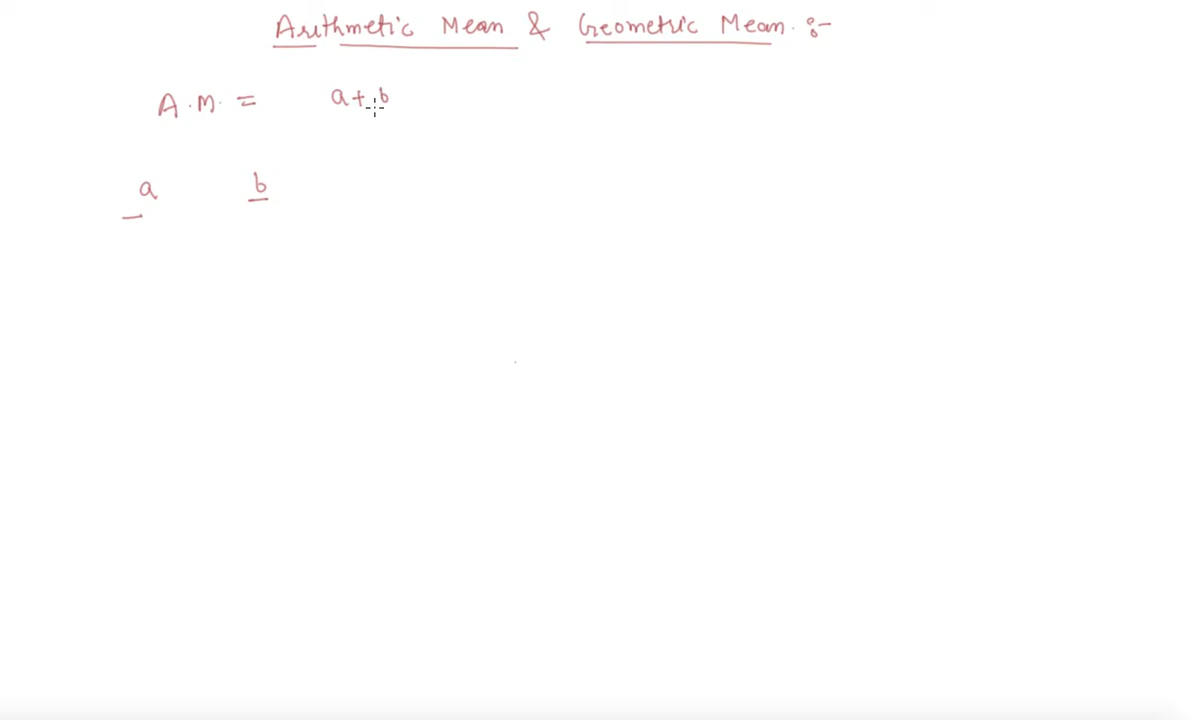 Arithmetic Mean & Geometric Mean :-
A.M. = a+b
a b